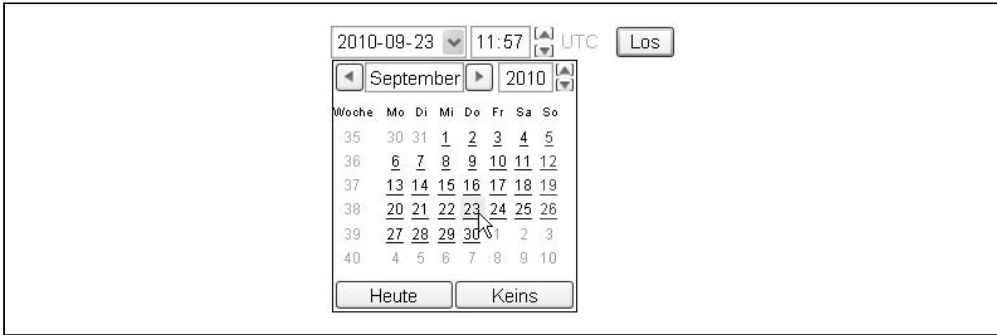 2010-09-23 11:57 UTC Los
September 2010
Woche Mo Di Mi Do Fr Sa So
35 30 31 1 2 3 4 5
36 6 7 8 9 10 11 12
37 13 14 15 16 17 18 19
38 20 21 22 23 24 25 26
39 27 28 29 30 1 2 3
40 4 5 6 7 8 9 10
Heute Keins